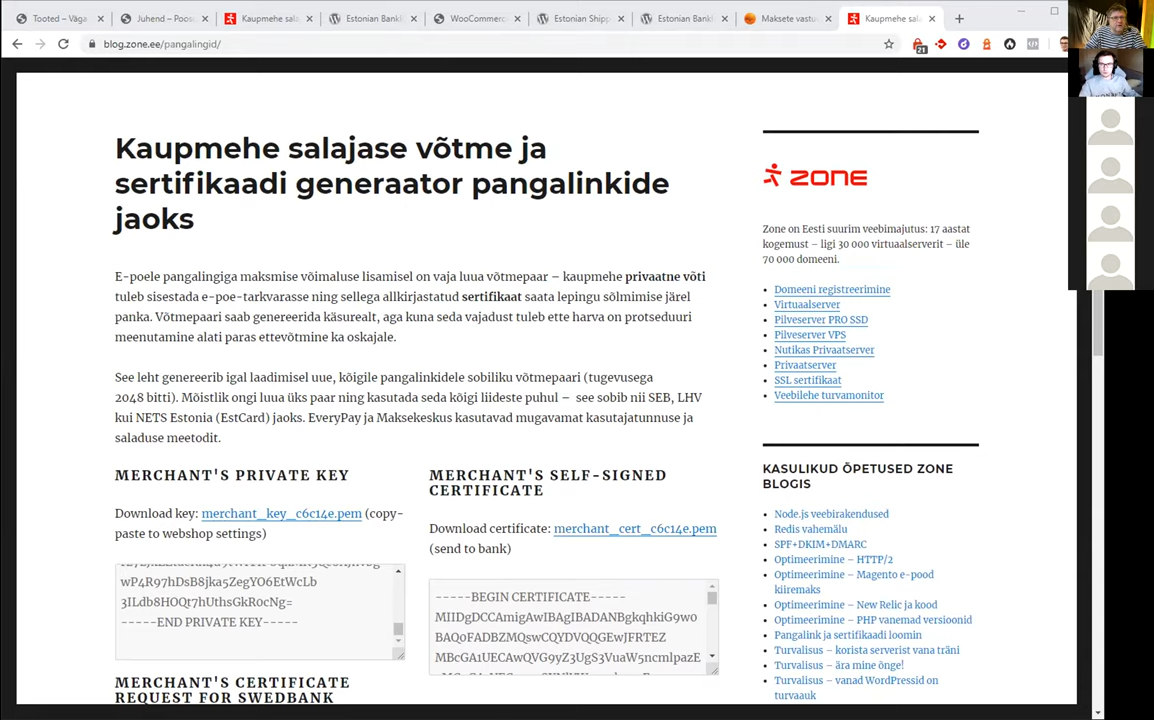 Tooted – Väga
Juhend – Poos
Kaupmehe sala
Estonian Bankl
WooCommerc
Estonian Shipp
Estonian Bankl
Maksete vastu
Kaupmehe sala
blog.zone.ee/pangalingid/
21
Kaupmehe salajase võtme ja
sertifikaadi generaator pangalinkide
jaoks
E-poele pangalingiga maksmise võimaluse lisamisel on vaja luua võtmepaar – kaupmehe privaatne võti
tuleb sisestada e-poe-tarkvarasse ning sellega allkirjastatud sertifikaat saata lepingu sõlmimise järel
panka. Võtmepaari saab genereerida käsurealt, aga kuna seda vajadust tuleb ette harva on protseduuri
meenutamine alati paras ettevõtmine ka oskajale.
See leht genereerib igal laadimisel uue, kõigile pangalinkidele sobiliku võtmepaari (tugevusega
2048 bitti). Mõistlik ongi luua üks paar ning kasutada seda kõigi liideste puhul – see sobib nii SEB, LHV
kui NETS Estonia (EstCard) jaoks. EveryPay ja Maksekeskus kasutavad mugavamat kasutajatunnuse ja
saladuse meetodit.
MERCHANT'S PRIVATE KEY
Download key: merchant_key_c6c14e.pem (copy-
paste to webshop settings)
wP4R97hDsB8jka5ZegYO6EtWcLb
3ILdb8HOQt7hUthsGkR0cNg=
-----END PRIVATE KEY-----
MERCHANT'S CERTIFICATE
REQUEST FOR SWEDBANK
MERCHANT'S SELF-SIGNED
CERTIFICATE
Download certificate: merchant_cert_c6c14e.pem
(send to bank)
-----BEGIN CERTIFICATE-----
MIIDgDCCAmigAwIBAgIBADANBgkqhkiG9w0
BAQ0FADBZMQswCQYDVQQGEwJFRTEZ
MBcGA1UECAwQVG9yZ3UgS3VuaW5ncmlpazE
ZONE
Zone on Eesti suurim veebimajutus: 17 aastat
kogemust – ligi 30 000 virtuaalserverit – üle
70 000 domeeni.
Domeeni registreerimine
Virtuaalserver
Pilveserver PRO SSD
Pilveserver VPS
Nutikas Privaatserver
Privaatserver
SSL sertifikaat
Veebilehe turvamonitor
KASULIKUD ÕPETUSED ZONE
BLOGIS
Node.js veebirakendused
Redis vahemälu
SPF+DKIM+DMARC
Optimeerimine – HTTP/2
Optimeerimine – Magento e-pood
kiiremaks
Optimeerimine – New Relic ja kood
Optimeerimine – PHP vanemad versioonid
Pangalink ja sertifikaadi loomin
Turvalisus – korista serverist vana träni
Turvalisus – ära mine õnge!
Turvalisus – vanad WordPressid on
turvaauk